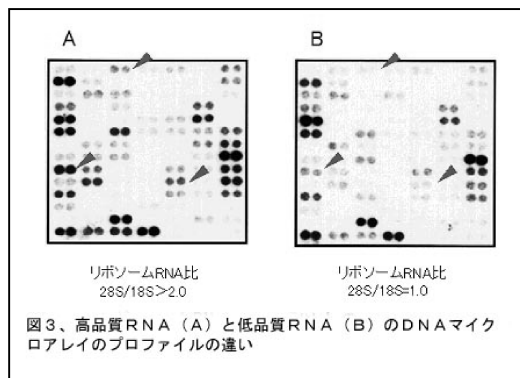 A
B
リボソームRNA比
28S/18S>2.0
リボソームRNA比
28S/18S=1.0
図３、高品質ＲＮＡ（Ａ）と低品質ＲＮＡ（Ｂ）のＤＮＡマイク
ロアレイのプロファイルの違い